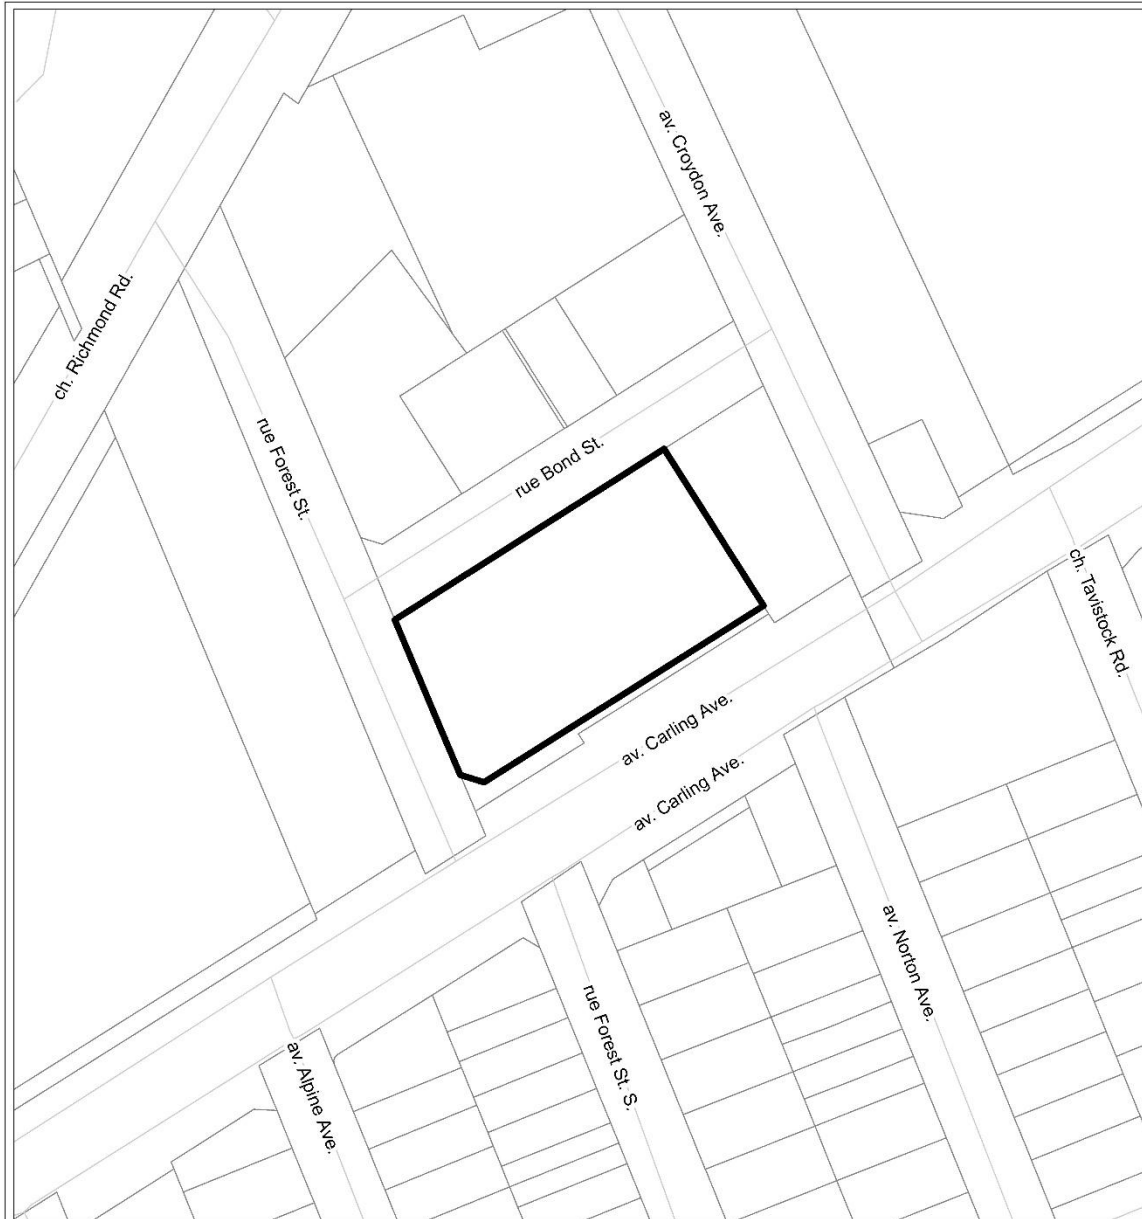 av. Croydon Ave.
ch. Richmond Rd.
rue Forest St.
rue Bond St.
ch. Tavistock Rd.
av. Carling Ave.
av. Carling Ave.
av. Norton Ave.
rue Forest St. S.
av. Alpine Ave.